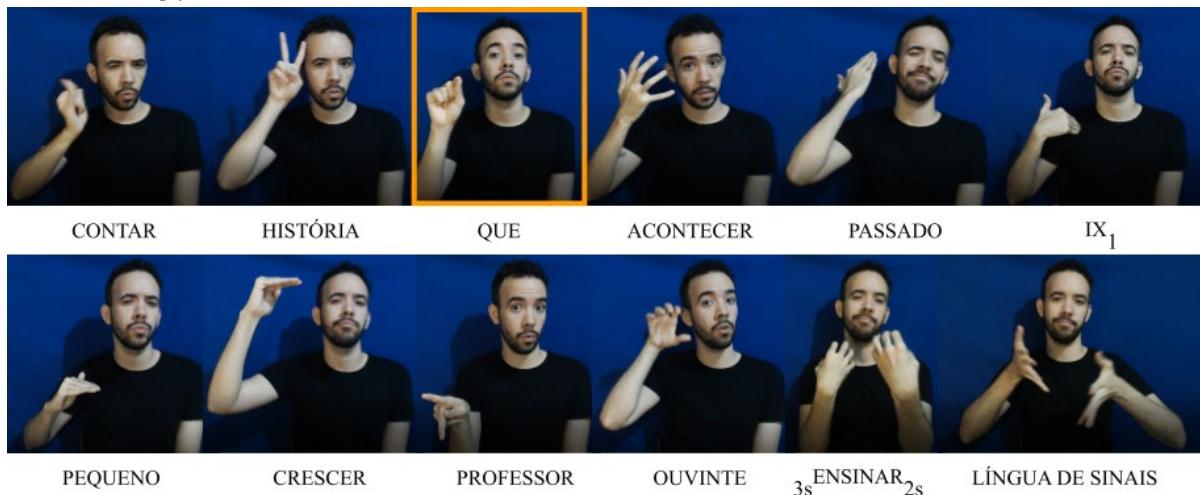 CONTAR HISTÓRIA QUE ACONTECER PASSADO IX₁
PEQUENO CRESCER PROFESSOR OUVINTE ₃ₛENSINAR₂ₛ LÍNGUA DE SINAIS